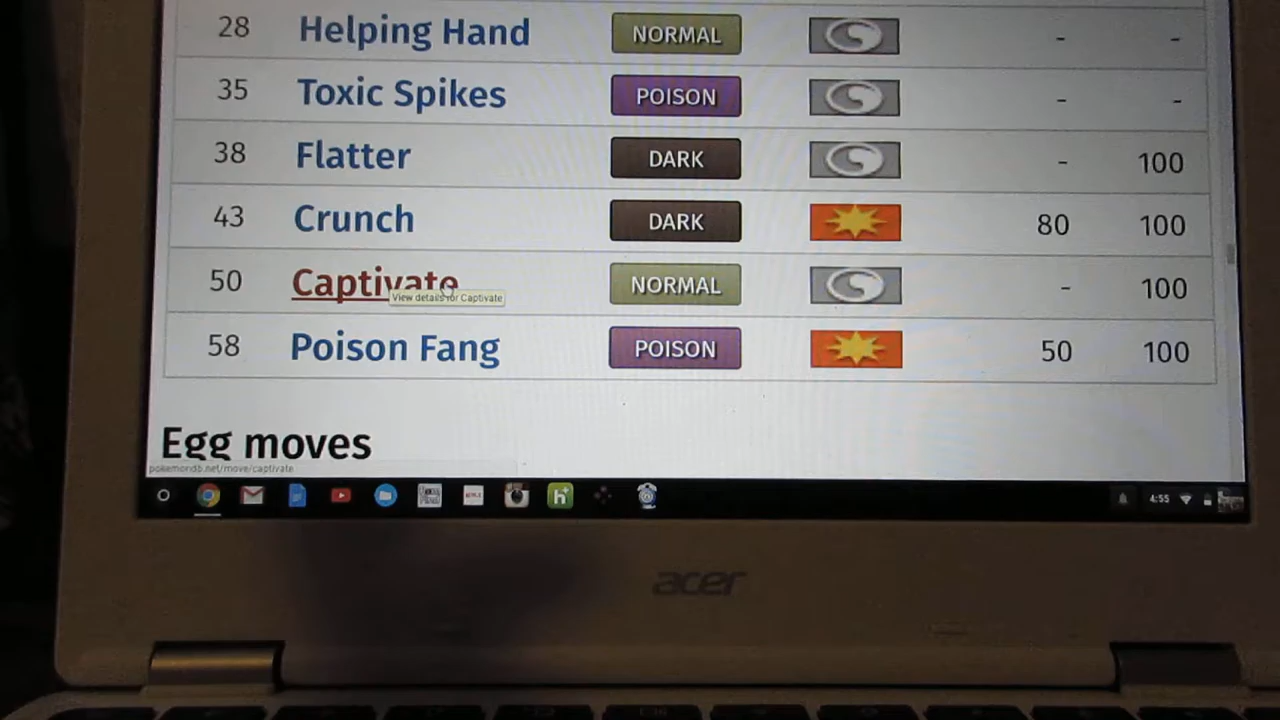 28 Helping Hand NORMAL - -
35 Toxic Spikes POISON - -
38 Flatter DARK - 100
43 Crunch DARK 80 100
50 Captivate NORMAL - 100
View details for Captivate
58 Poison Fang POISON 50 100
Egg moves
pokemondb.net/move/captivate
h
4:55
acer